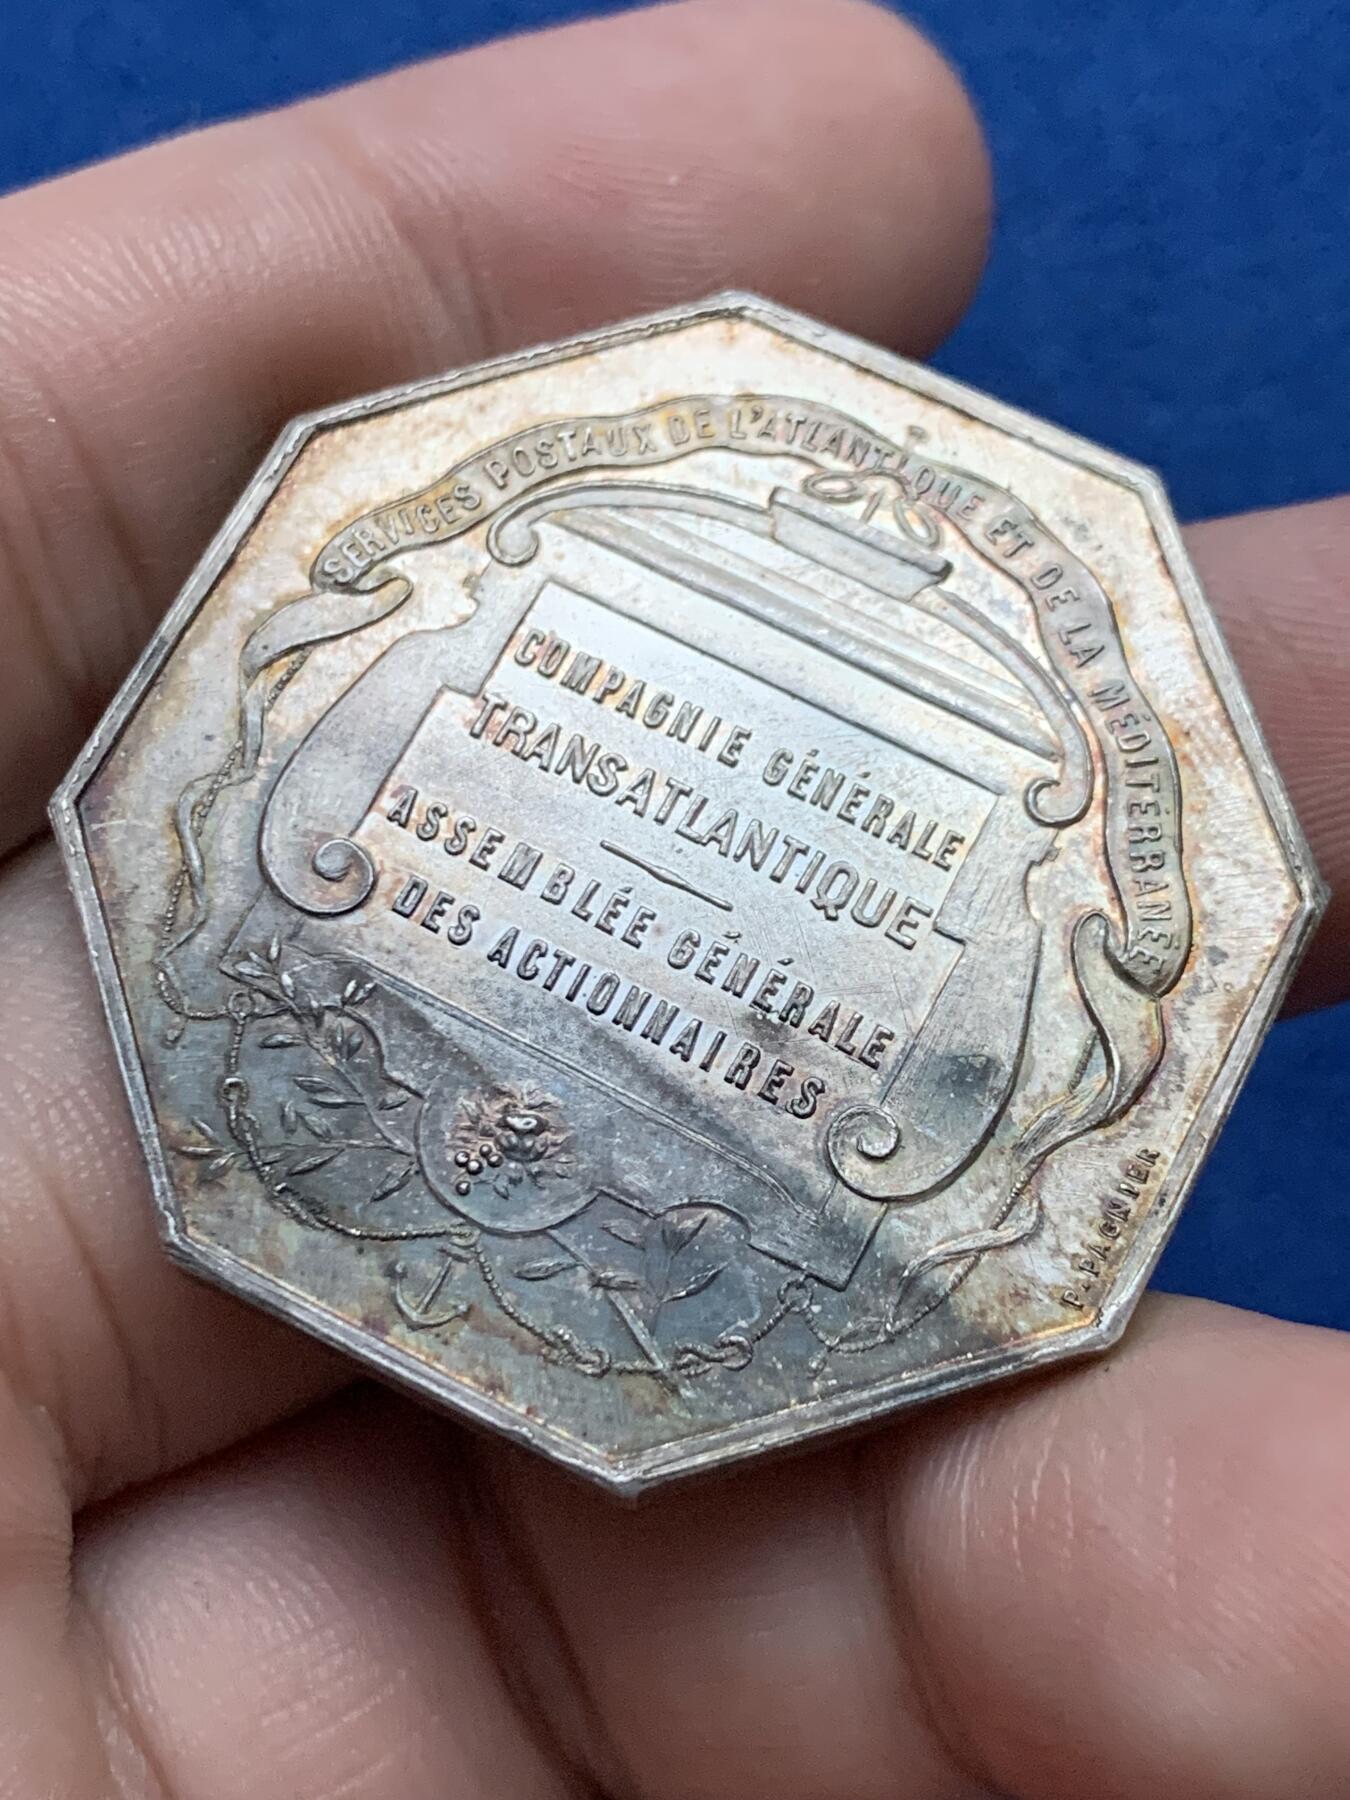 SERVICES POSTAUX DE L'ATLANTIQUE ET DE LA MÉDITERRANÉE
COMPAGNIE GÉNÉRALE
TRANSATLANTIQUE
ASSEMBLÉE GÉNÉRALE
DES ACTIONNAIRES
P. PAGNIER